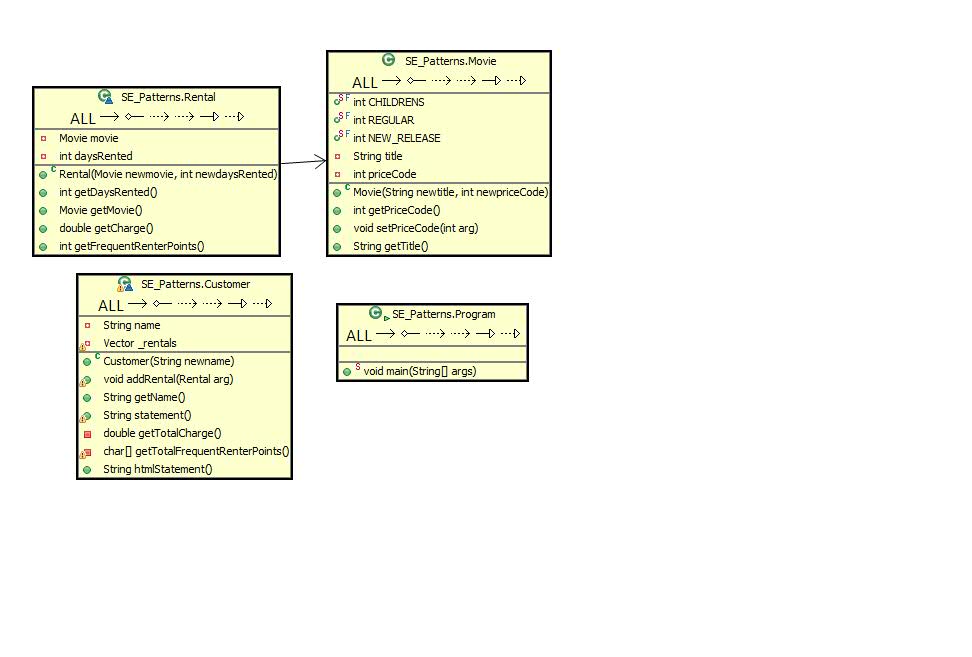 SE_Patterns.Rental
ALL
Movie movie
int daysRented
C Rental(Movie newmovie, int newdaysRented)
int getDaysRented()
Movie getMovie()
double getCharge()
int getFrequentRenterPoints()
SE_Patterns.Movie
ALL
S F int CHILDRENS
S F int REGULAR
S F int NEW_RELEASE
String title
int priceCode
C Movie(String newtitle, int newpriceCode)
int getPriceCode()
void setPriceCode(int arg)
String getTitle()
SE_Patterns.Customer
ALL
String name
Vector _rentals
C Customer(String newname)
void addRental(Rental arg)
String getName()
String statement()
double getTotalCharge()
char[] getTotalFrequentRenterPoints()
String htmlStatement()
SE_Patterns.Program
ALL
S void main(String[] args)